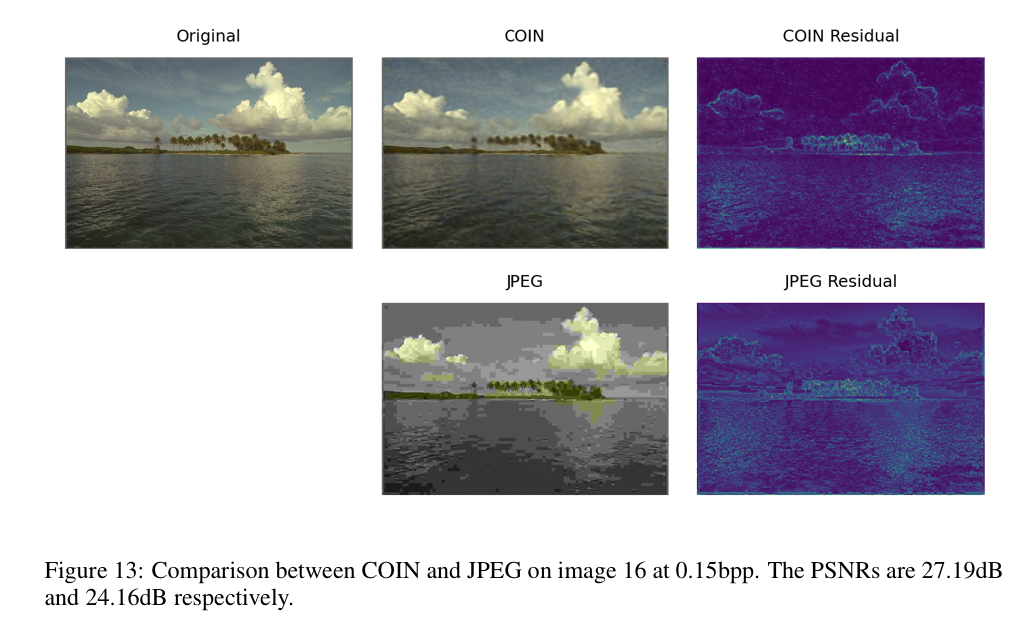 Original
COIN
COIN Residual
JPEG
JPEG Residual
Figure 13: Comparison between COIN and JPEG on image 16 at 0.15bpp. The PSNRs are 27.19dB
and 24.16dB respectively.